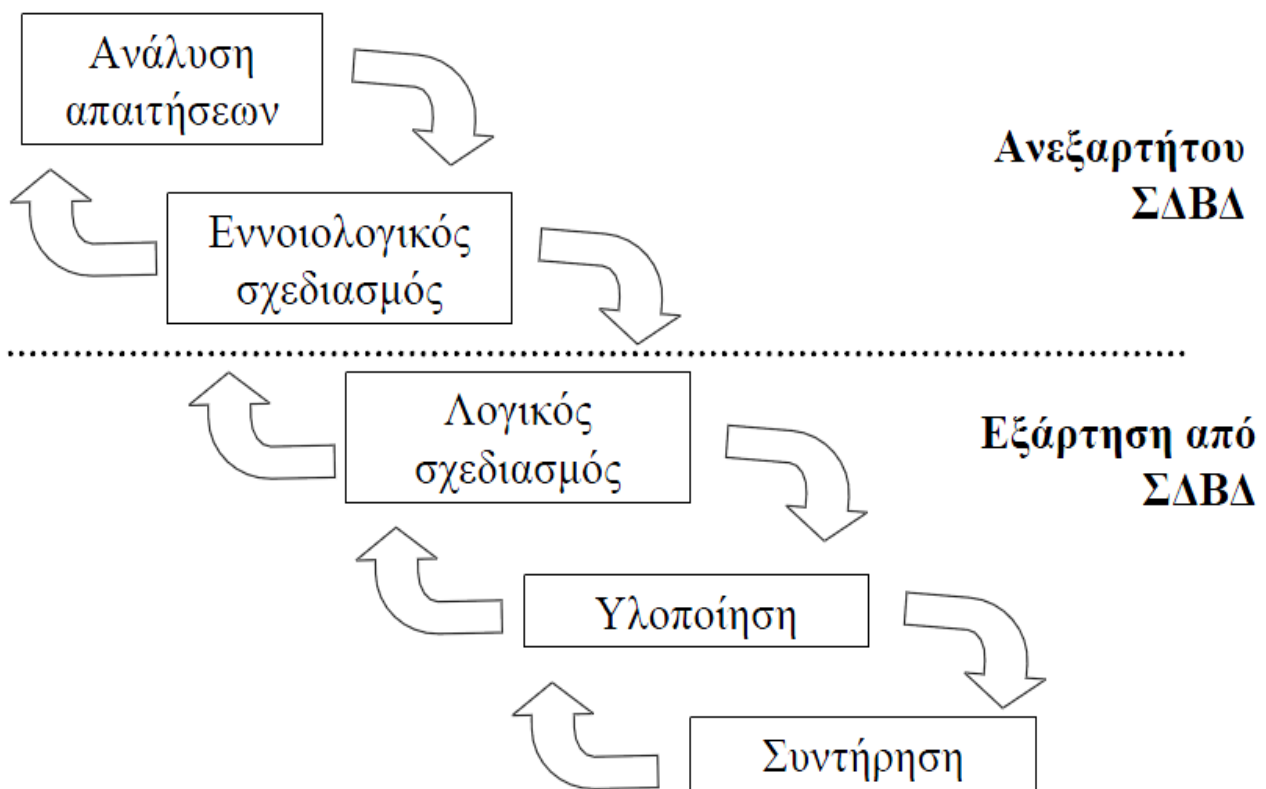 Ανάλυση
απαιτήσεων
Ανεξαρτήτου
ΣΔΒΔ
Εννοιολογικός
σχεδιασμός
Λογικός
σχεδιασμός
Εξάρτηση από
ΣΔΒΔ
Υλοποίηση
Συντήρηση